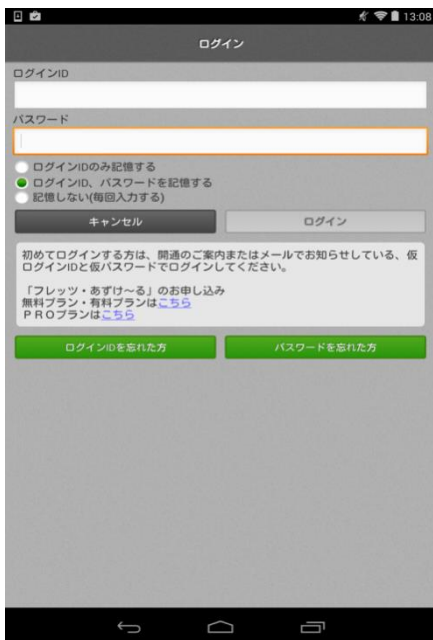 13:08
ログイン
ログインID
パスワード
ログインIDのみ記憶する
ログインID、パスワードを記憶する
記憶しない(毎回入力する)
キャンセル
ログイン
初めてログインする方は、開通のご案内またはメールでお知らせしている、仮
ログインIDと仮パスワードでログインしてください。
「フレッツ・あずけ～る」のお申し込み
無料プラン・有料プランはこちら
ＰＲＯプランはこちら
ログインIDを忘れた方
パスワードを忘れた方